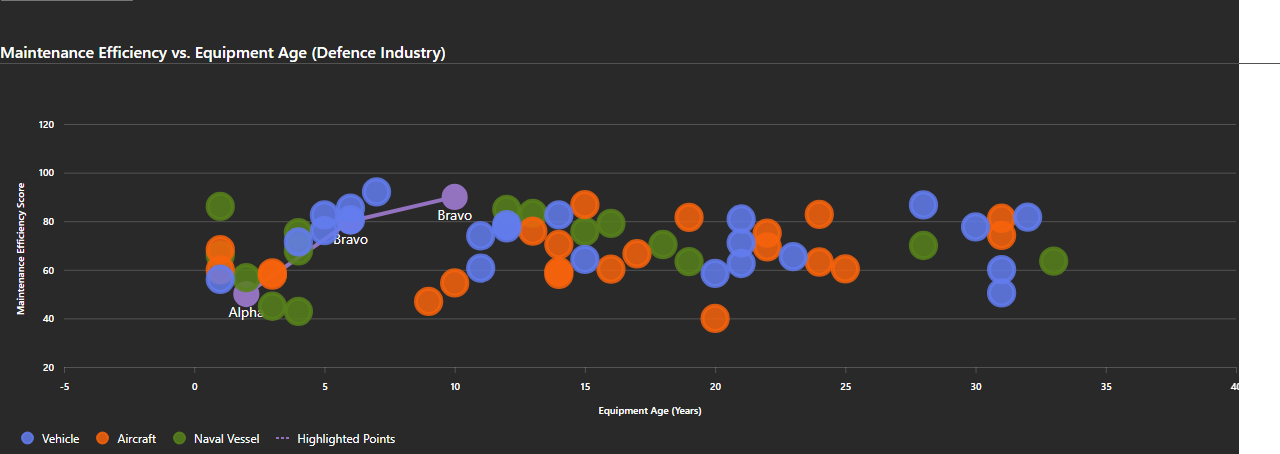 Maintenance Efficiency vs. Equipment Age (Defence Industry)
120
100
80
60
40
20
Maintenance Efficiency Score
Bravo
Bravo
Alpha
-5
0
5
10
15
20
25
30
35
40
Equipment Age (Years)
Vehicle
Aircraft
Naval Vessel
Highlighted Points